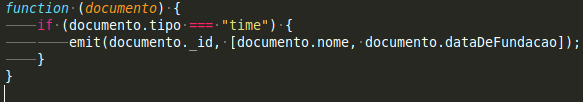 function (documento) {
    if (documento.tipo === "time") {
        emit(documento._id, [documento.nome, documento.dataDeFundacao]);
    }
}